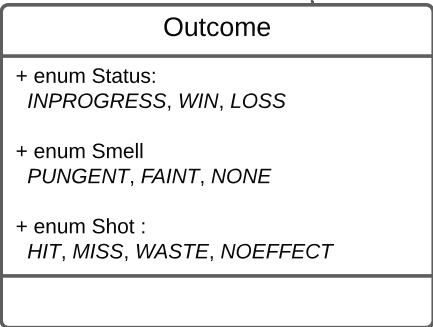 Outcome
+ enum Status:
INPROGRESS, WIN, LOSS
+ enum Smell
PUNGENT, FAINT, NONE
+ enum Shot :
HIT, MISS, WASTE, NOEFFECT